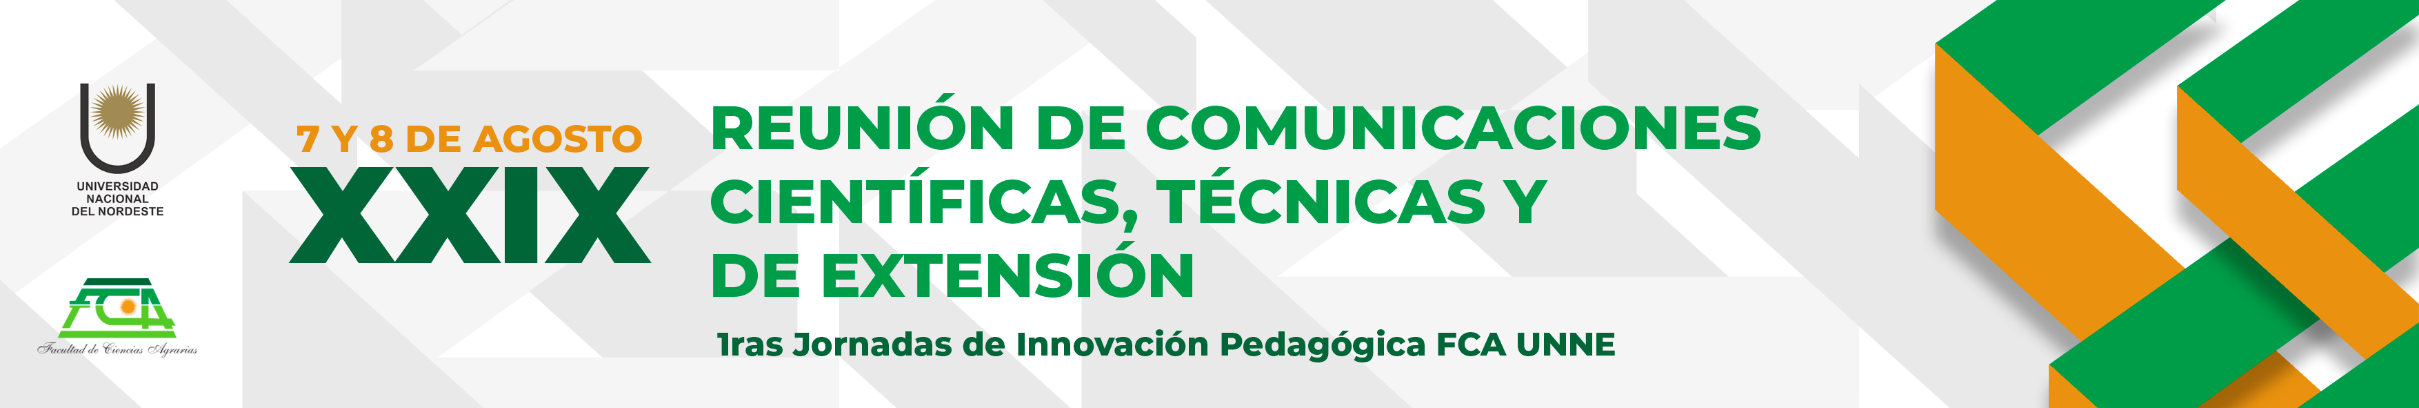 UNIVERSIDAD
NACIONAL
DEL NORDESTE
FCA
Facultad de Ciencias Agrarias
7 Y 8 DE AGOSTO
XXIX
REUNIÓN DE COMUNICACIONES
CIENTÍFICAS, TÉCNICAS Y
DE EXTENSIÓN
1ras Jornadas de Innovación Pedagógica FCA UNNE